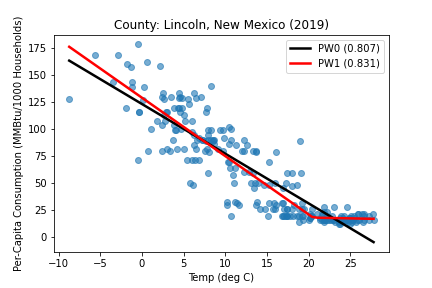 County: Lincoln, New Mexico (2019)
Per-Capita Consumption (MMBtu/1000 Households)
175
150
125
100
75
50
25
0
PW0 (0.807)
PW1 (0.831)
−10 −5 0 5 10 15 20 25
Temp (deg C)